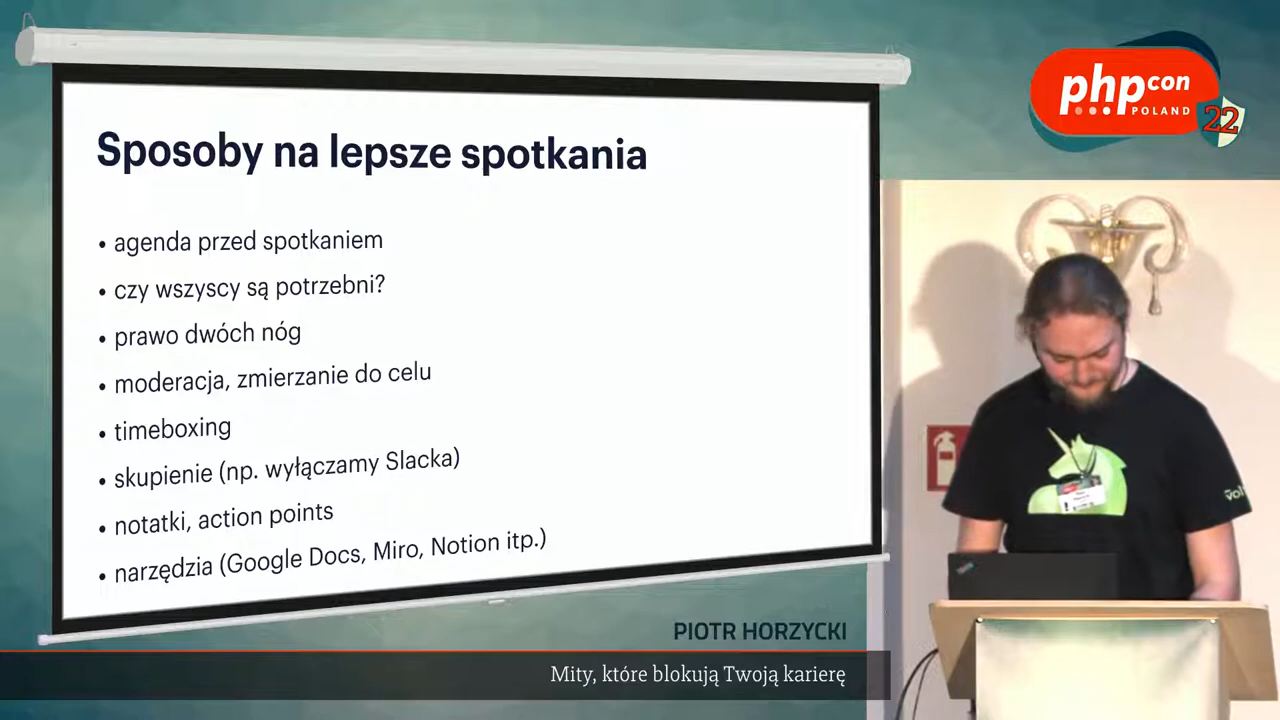 Sposoby na lepsze spotkania
• agenda przed spotkaniem
• czy wszyscy są potrzebni?
• prawo dwóch nóg
• moderacja, zmierzanie do celu
• timeboxing
• skupienie (np. wyłączamy Slacka)
• notatki, action points
• narzędzia (Google Docs, Miro, Notion itp.)
php con
POLAND
22
PIOTR HORZYCKI
Mity, które blokują Twoją karierę